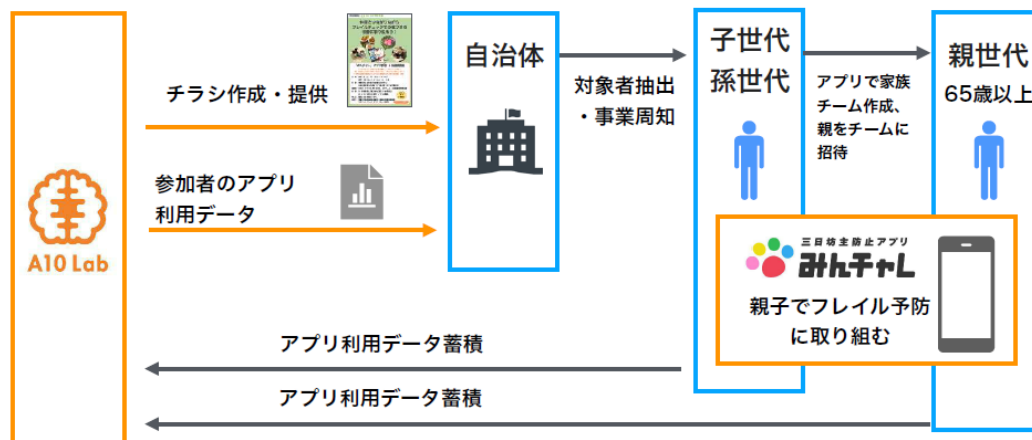 チラシ作成・提供
参加者のアプリ
利用データ
A10 Lab
自治体
対象者抽出
・事業周知
子世代
孫世代
アプリで家族
チーム作成、
親をチームに
招待
親世代
65歳以上
三日坊主防止アプリ
みんチャレ
親子でフレイル予防
に取り組む
アプリ利用データ蓄積
アプリ利用データ蓄積